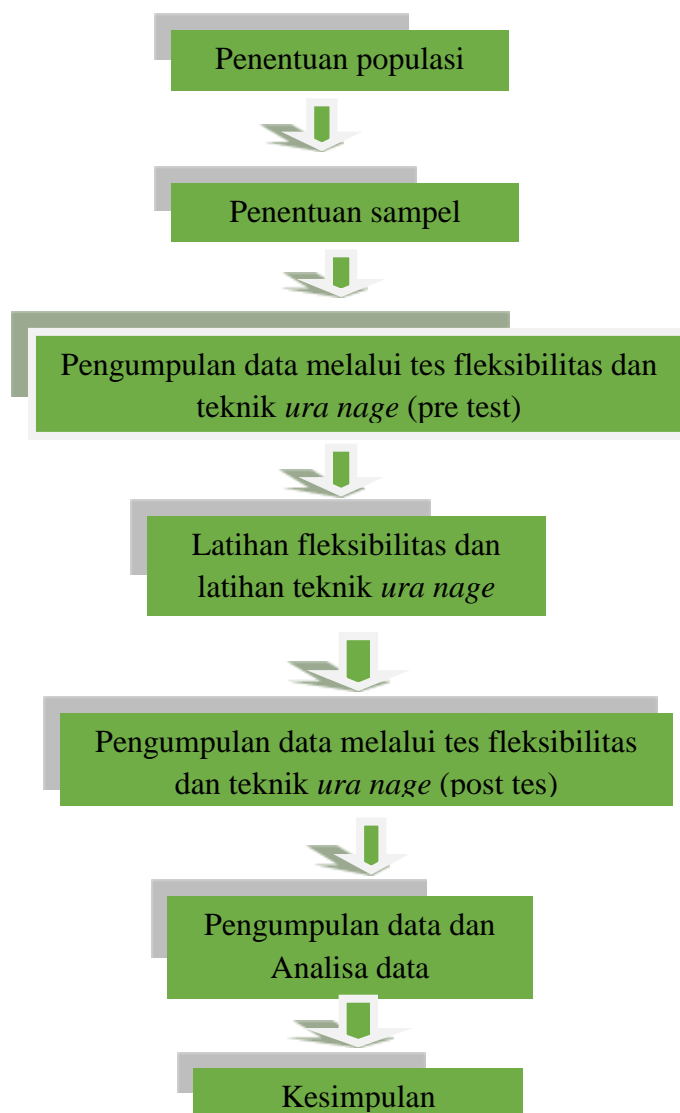 Penentuan populasi
Penentuan sampel
Pengumpulan data melalui tes fleksibilitas dan
teknik ura nage (pre test)
Latihan fleksibilitas dan
latihan teknik ura nage
Pengumpulan data melalui tes fleksibilitas
dan teknik ura nage (post tes)
Pengumpulan data dan
Analisa data
Kesimpulan